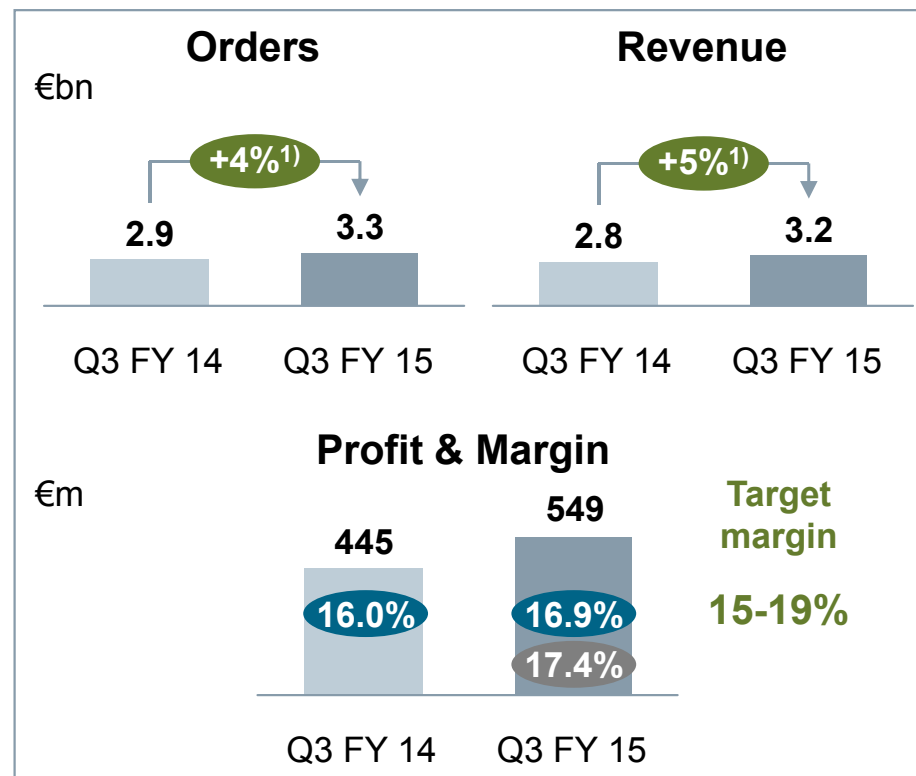 Orders
€bn
+4%1)
2.9
3.3
Q3 FY 14
Q3 FY 15
Revenue
+5%1)
2.8
3.2
Q3 FY 14
Q3 FY 15
Profit & Margin
€m
445
549
16.0%
16.9%
17.4%
Q3 FY 14
Q3 FY 15
Target
margin
15-19%